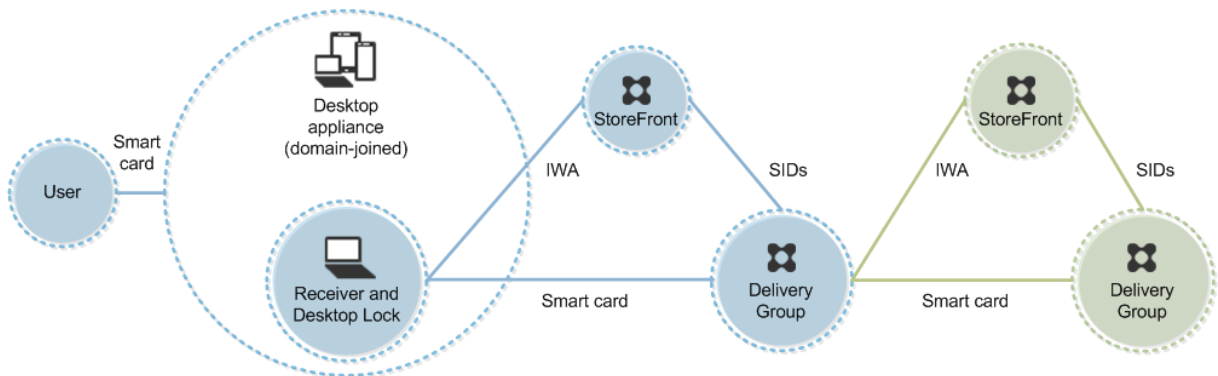 User
Smart
card
Desktop
appliance
(domain-joined)
Receiver and
Desktop Lock
StoreFront
IWA
SIDs
Smart card
Delivery
Group
StoreFront
IWA
SIDs
Smart card
Delivery
Group